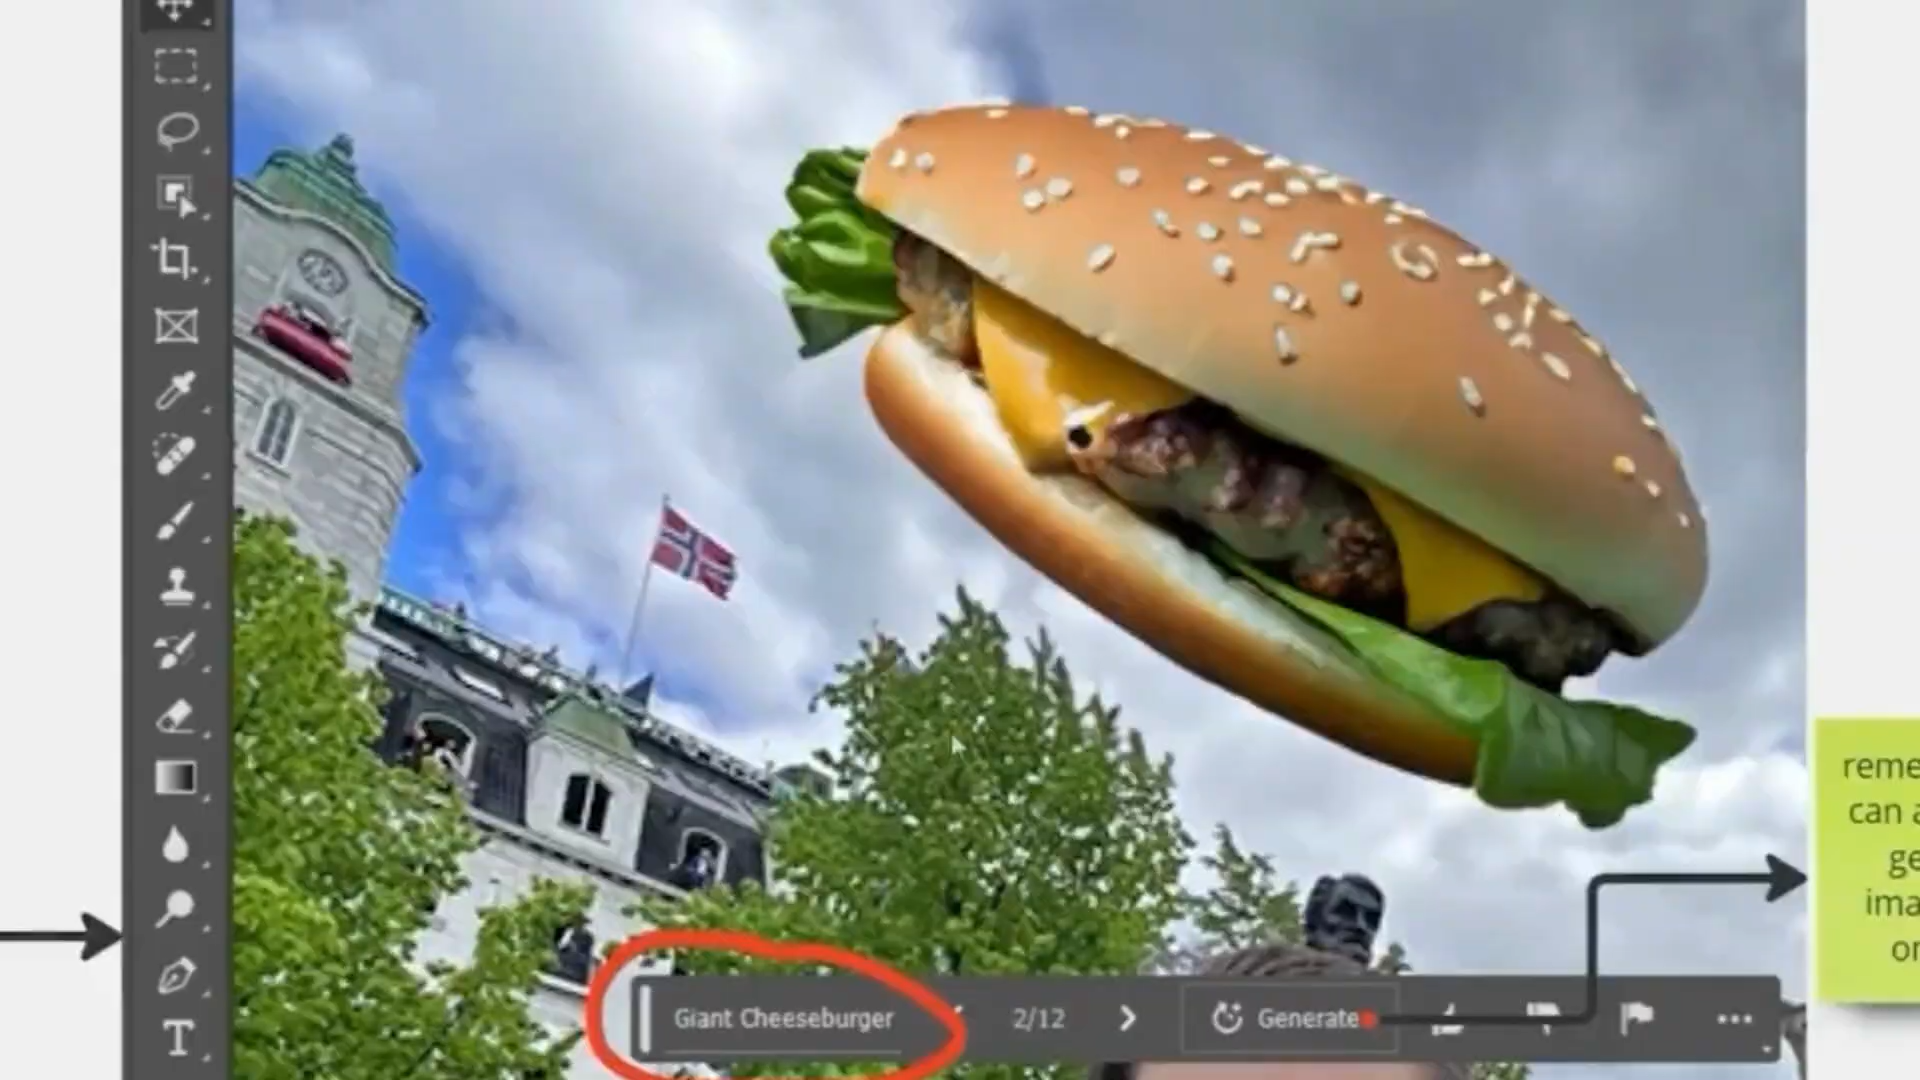 reme
can a
ge
ima
or
Giant Cheeseburger
2/12
Generate